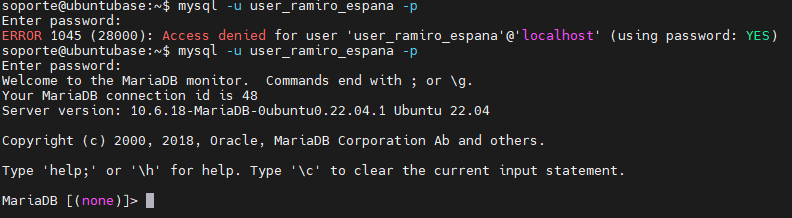 soporte@ubuntubase:~$ mysql -u user_ramiro_espana -p
Enter password:
ERROR 1045 (28000): Access denied for user 'user_ramiro_espana'@'localhost' (using password: YES)
soporte@ubuntubase:~$ mysql -u user_ramiro_espana -p
Enter password:
Welcome to the MariaDB monitor.  Commands end with ; or \g.
Your MariaDB connection id is 48
Server version: 10.6.18-MariaDB-0ubuntu0.22.04.1 Ubuntu 22.04
Copyright (c) 2000, 2018, Oracle, MariaDB Corporation Ab and others.
Type 'help;' or '\h' for help. Type '\c' to clear the current input statement.
MariaDB [(none)]>